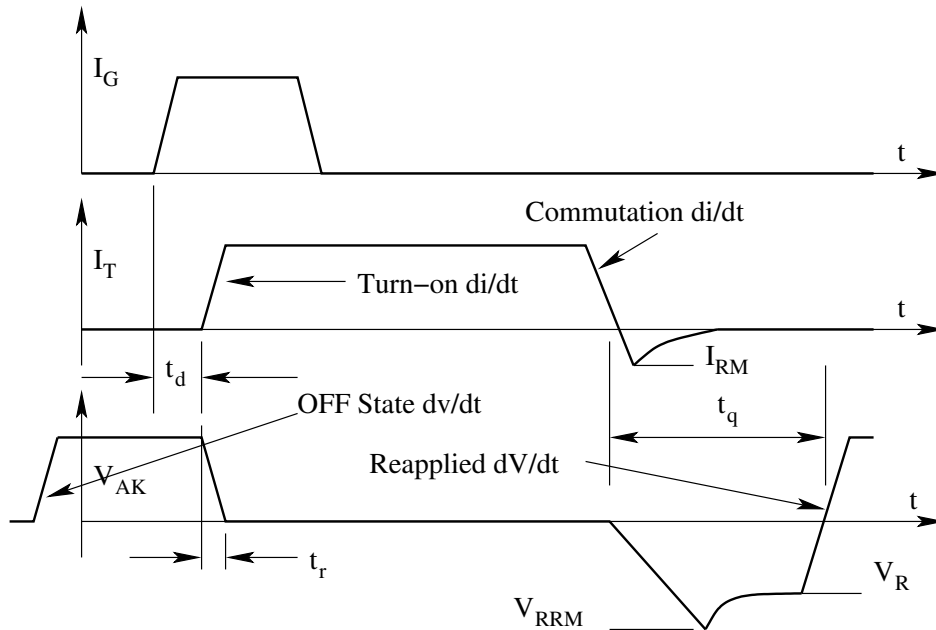 I_G
t
Commutation di/dt
I_T
Turn−on di/dt
t
I_RM
t_d
OFF State dv/dt
t_q
Reapplied dV/dt
V_AK
t
t_r
V_R
V_RRM